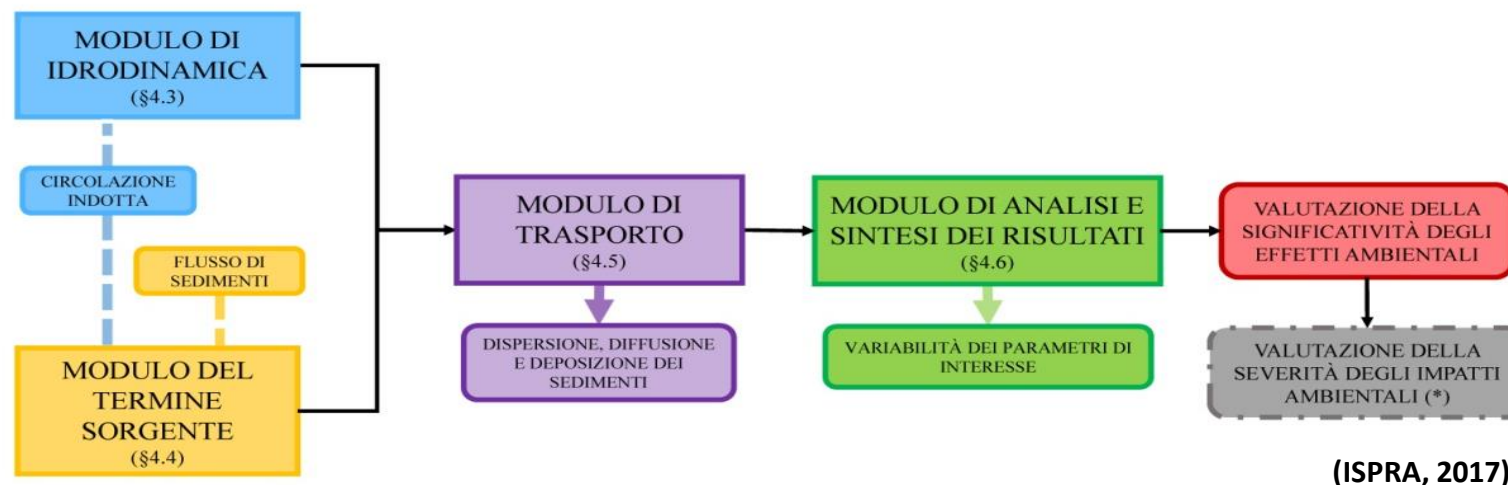 MODULO DI
IDRODINAMICA
(§4.3)
CIRCOLAZIONE
INDOTTA
FLUSSO DI
SEDIMENTI
MODULO DEL
TERMINE
SORGENTE
(§4.4)
MODULO DI
TRASPORTO
(§4.5)
DISPERSIONE, DIFFUSIONE
E DEPOSIZIONE DEI
SEDIMENTI
MODULO DI ANALISI E
SINTESI DEI RISULTATI
(§4.6)
VARIABILITÀ DEI PARAMETRI DI
INTERESSE
VALUTAZIONE DELLA
SIGNIFICATIVITÀ DEGLI
EFFETTI AMBIENTALI
VALUTAZIONE DELLA
SEVERITÀ DEGLI IMPATTI
AMBIENTALI (*)
(ISPRA, 2017)